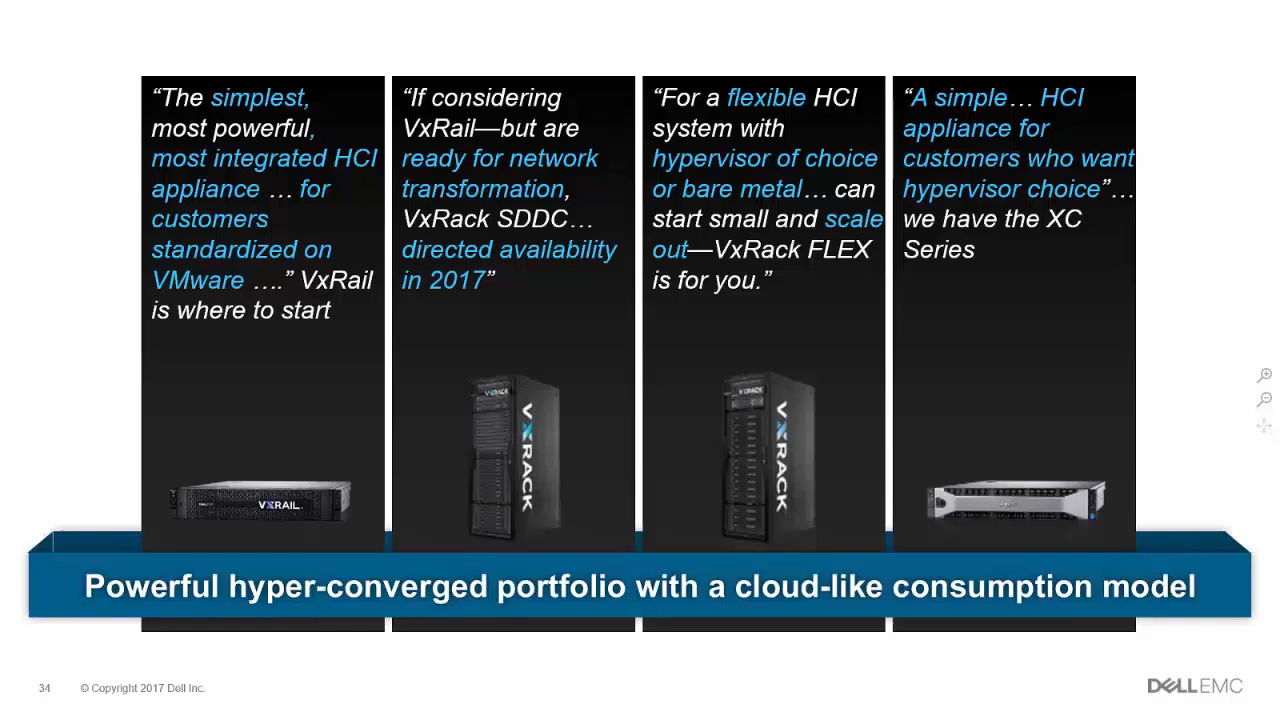 “The simplest,
most powerful,
most integrated HCI
appliance … for
customers
standardized on
VMware ….” VxRail
is where to start
“If considering
VxRail—but are
ready for network
transformation,
VxRack SDDC…
directed availability
in 2017”
“For a flexible HCI
system with
hypervisor of choice
or bare metal… can
start small and scale
out—VxRack FLEX
is for you.”
“A simple… HCI
appliance for
customers who want
hypervisor choice”…
we have the XC
Series
VXRAIL
VXRACK
VXRACK
VXRACK
VXRACK
Powerful hyper-converged portfolio with a cloud-like consumption model
34 © Copyright 2017 Dell Inc.
DELLEMC